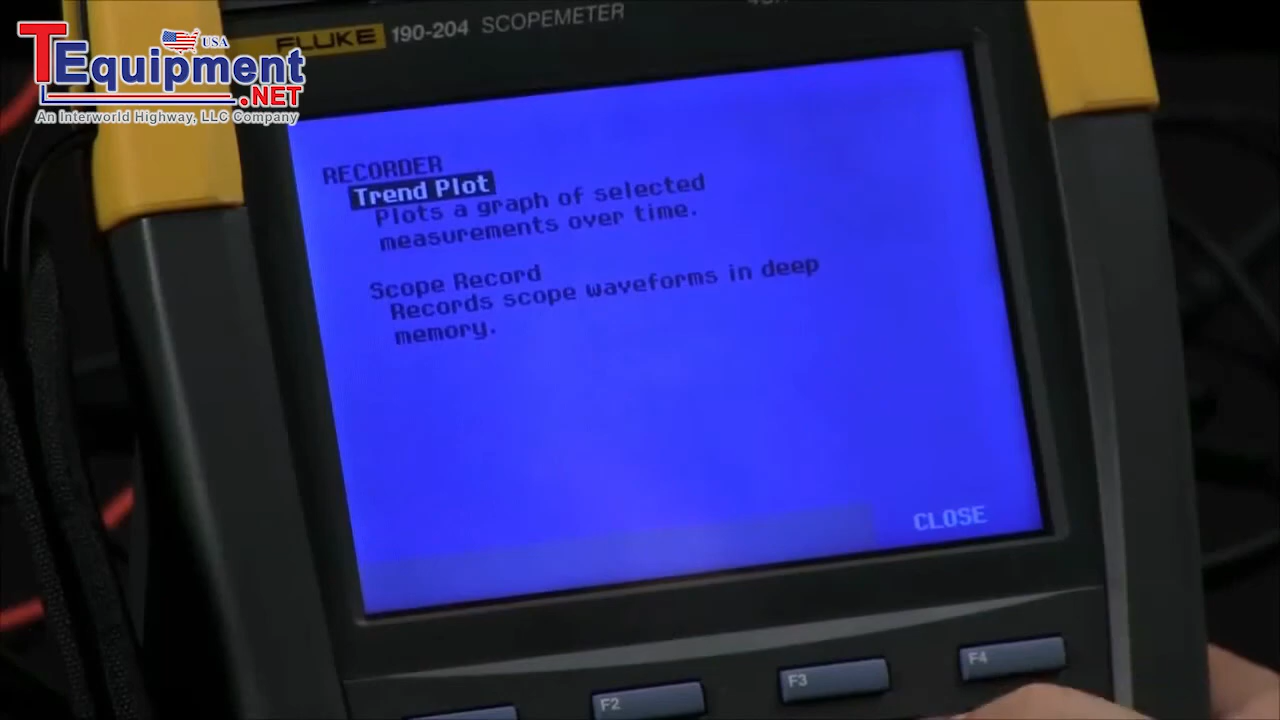 TEquipment
USA
.NET
An Interworld Highway, LLC Company
FLUKE 190-204 SCOPEMETER
RECORDER
Trend Plot
Plots a graph of selected
measurements over time.
Scope Record
Records scope waveforms in deep
memory.
CLOSE
F2
F3
F4